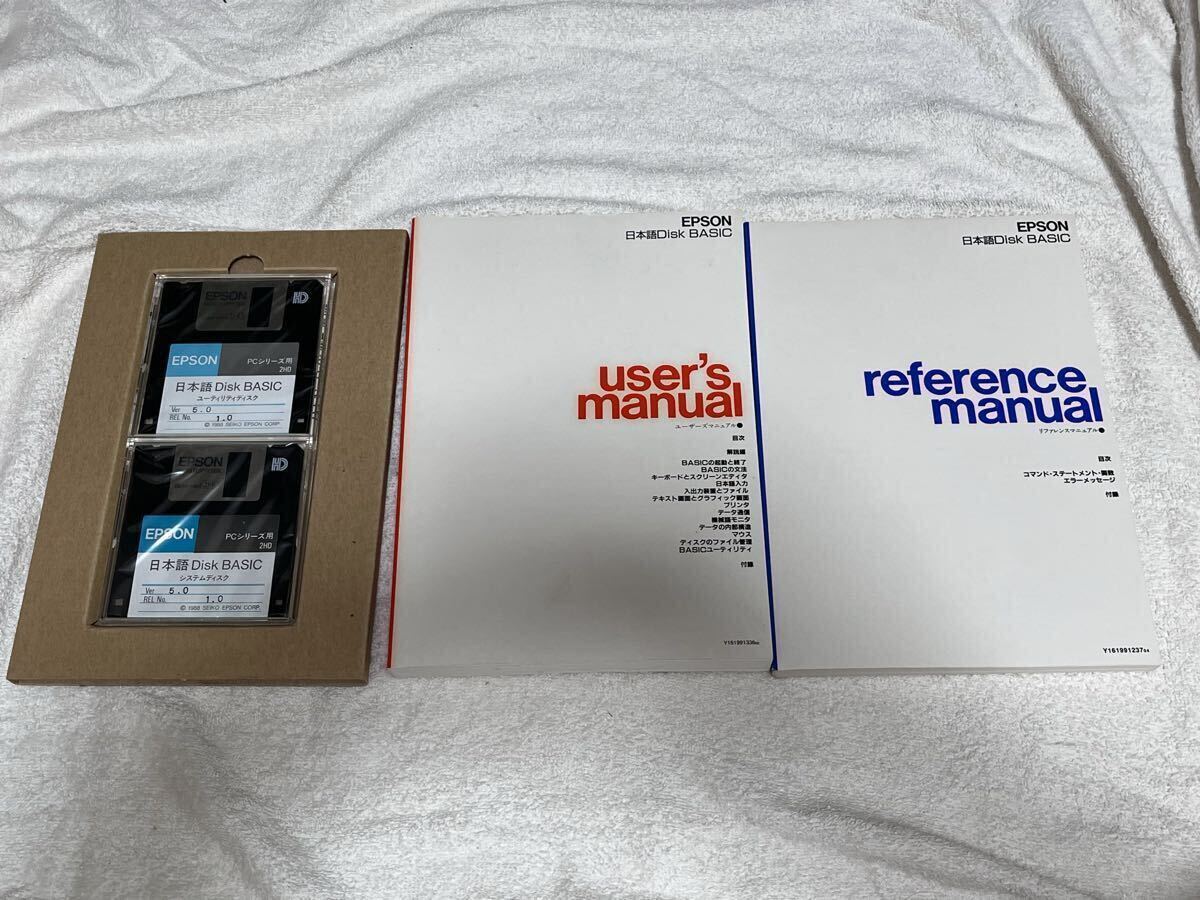 EPSON
HD
EPSON
PCシリーズ用
2HD
日本語 Disk BASIC
ユーティリティディスク
Ver 5.0
REL No. 1.0
© 1988 SEIKO EPSON CORP.
EPSON
HD
EPSON
PCシリーズ用
2HD
日本語 Disk BASIC
システムディスク
Ver 5.0
REL No. 1.0
© 1988 SEIKO EPSON CORP.
EPSON
日本語Disk BASIC
user's
manual
ユーザーズマニュアル●
目次
解説編
BASICの起動と終了
BASICの文法
キーボードとスクリーンエディタ
日本語入力
入出力装置とファイル
テキスト画面とグラフィック画面
プリンタ
データ通信
機械語モニタ
データの内部構造
マウス
ディスクのファイル管理
BASICユーティリティ
付録
EPSON
日本語Disk BASIC
reference
manual
リファレンスマニュアル●
目次
コマンド・ステートメント・関数
エラーメッセージ
付録
Y16199123704